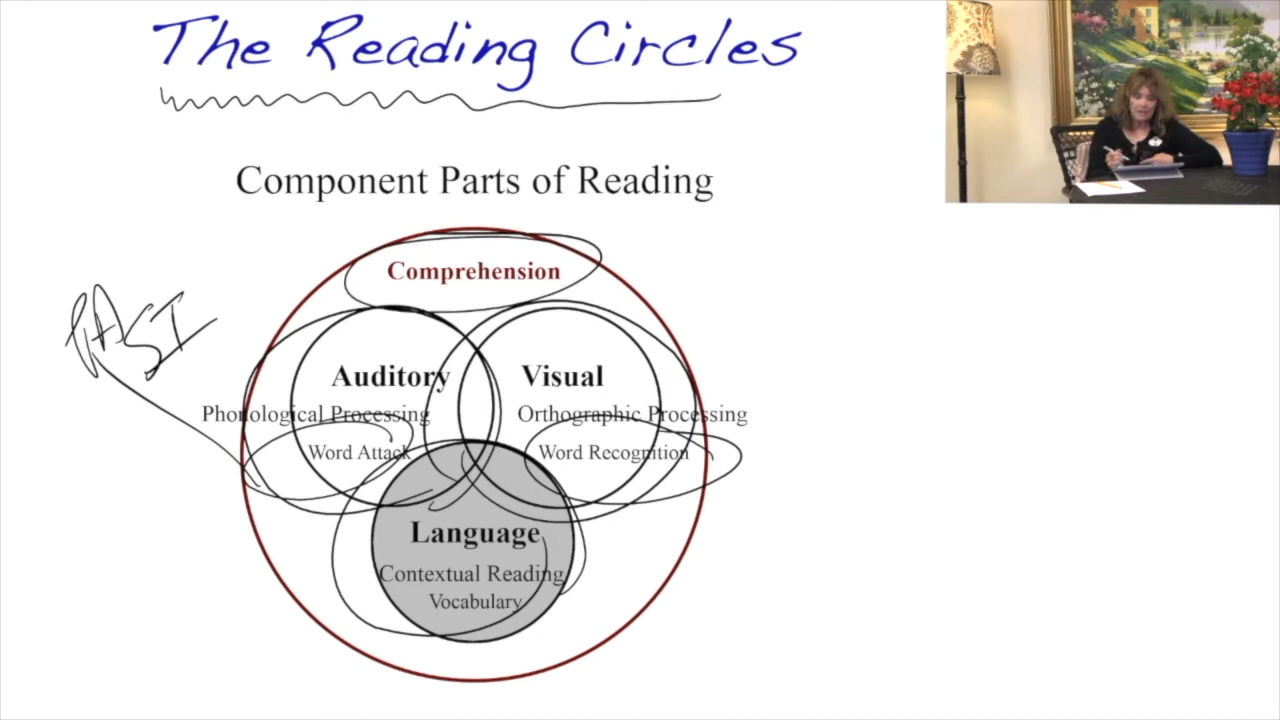 The Reading Circles
Component Parts of Reading
Comprehension
Auditory
Visual
Phonological Processing
Orthographic Processing
Word Attack
Word Recognition
Language
Contextual Reading
Vocabulary